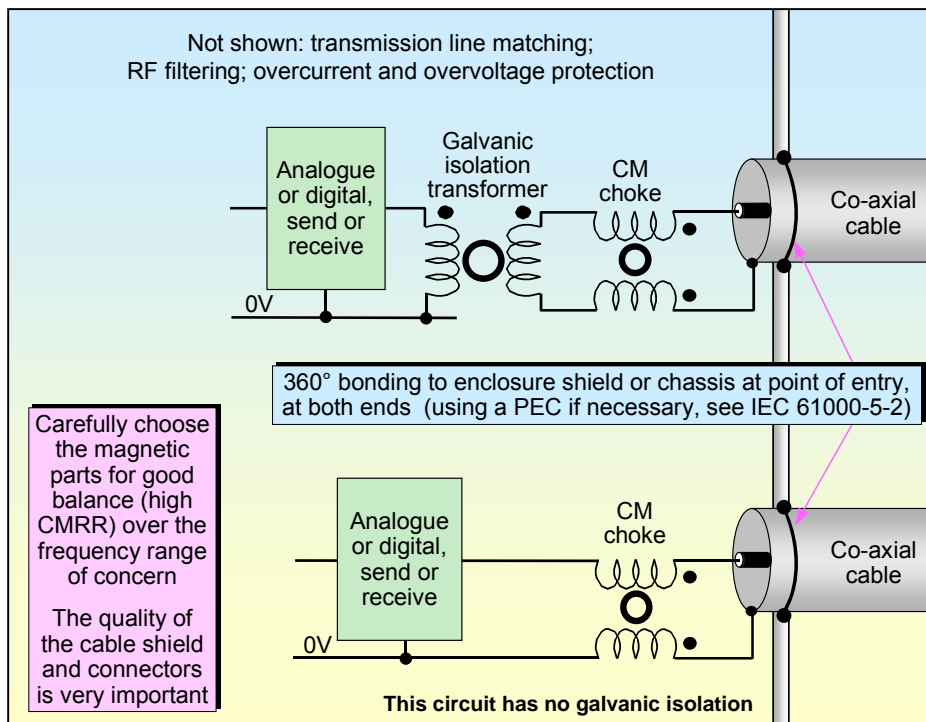 Not shown: transmission line matching;
RF filtering; overcurrent and overvoltage protection
Analogue
or digital,
send or
receive
Galvanic
isolation
transformer
CM
choke
Co-axial
cable
0V
360° bonding to enclosure shield or chassis at point of entry,
at both ends (using a PEC if necessary, see IEC 61000-5-2)
Carefully choose
the magnetic
parts for good
balance (high
CMRR) over the
frequency range
of concern
The quality of
the cable shield
and connectors
is very important
Analogue
or digital,
send or
receive
CM
choke
Co-axial
cable
0V
This circuit has no galvanic isolation